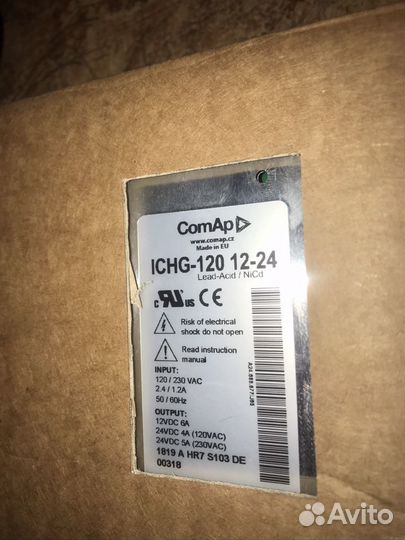 ComAp
www.comap.cz
Made in EU
ICHG-120 12-24
Lead-Acid / NiCd
c RU us CE
Risk of electrical
shock do not open
Read instruction
manual
INPUT:
120 / 230 VAC
2.4 / 1.2A
50 / 60Hz
OUTPUT:
12VDC 6A
24VDC 4A (120VAC)
24VDC 5A (230VAC)
1819 A HR7 S103 DE
00318
Avito